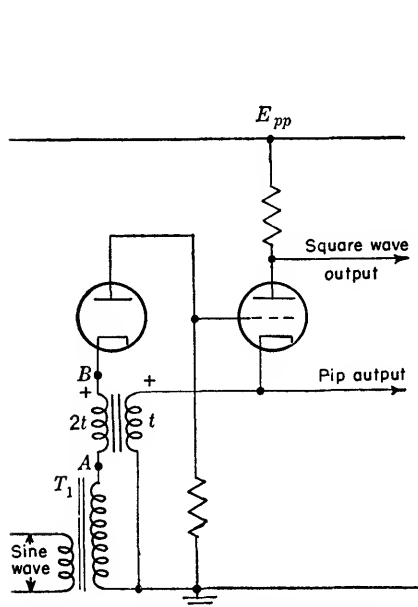 E_pp
Square wave
output
B
+
+
Pip output
2t
t
A
T_1
Sine
wave